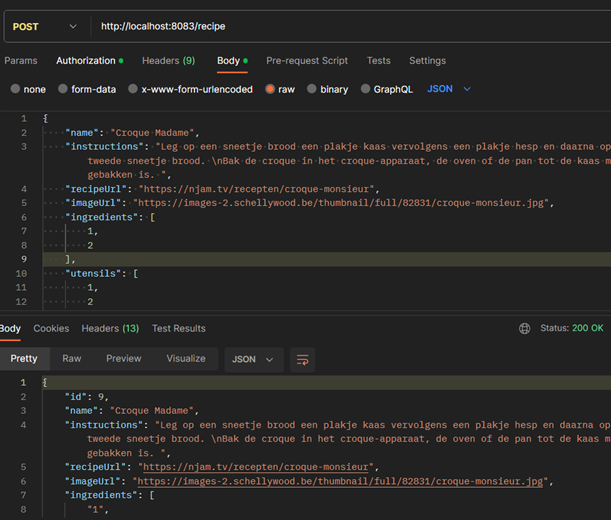 POST http://localhost:8083/recipe
Params Authorization Headers (9) Body Pre-request Script Tests Settings
none form-data x-www-form-urlencoded raw binary GraphQL JSON
1 {
2 "name": "Croque Madame",
3 "instructions": "Leg op een sneetje brood een plakje kaas vervolgens een plakje hesp en daarna op
tweede sneetje brood. \nBak de croque in het croque-apparaat, de oven of de pan tot de kaas m
gebakken is. ",
4 "recipeUrl": "https://njam.tv/recepten/croque-monsieur",
5 "imageUrl": "https://images-2.schellywood.be/thumbnail/full/82831/croque-monsieur.jpg",
6 "ingredients": [
7 1,
8 2
9 ],
10 "utensils": [
11 1,
12 2
Body Cookies Headers (13) Test Results Status: 200 OK
Pretty Raw Preview Visualize JSON
1 {
2 "id": 9,
3 "name": "Croque Madame",
4 "instructions": "Leg op een sneetje brood een plakje kaas vervolgens een plakje hesp en daarna op
tweede sneetje brood. \nBak de croque in het croque-apparaat, de oven of de pan tot de kaas m
gebakken is. ",
5 "recipeUrl": "https://njam.tv/recepten/croque-monsieur",
6 "imageUrl": "https://images-2.schellywood.be/thumbnail/full/82831/croque-monsieur.jpg",
7 "ingredients": [
8 "1",